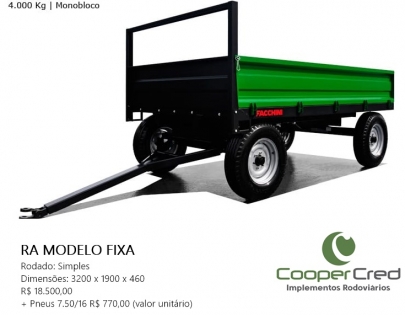 4.000 Kg | Monobloco
FACCHINI
RA MODELO FIXA
Rodado: Simples
Dimensões: 3200 x 1900 x 460
R$ 18.500,00
+ Pneus 7.50/16 R$ 770,00 (valor unitário)
CooperCred
Implementos Rodoviarios